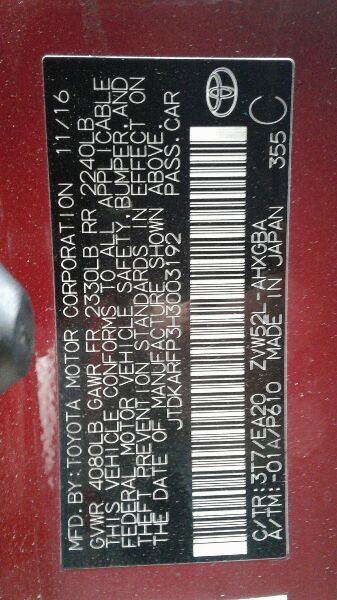 MFD. BY: TOYOTA MOTOR CORPORATION 11/16
GVWR 4080LB GAWR FR 2330LB RR 2240LB
THIS VEHICLE CONFORMS TO ALL APPLICABLE
FEDERAL MOTOR VEHICLE SAFETY, BUMPER, AND
THEFT PREVENTION STANDARDS IN EFFECT ON
THE DATE OF MANUFACTURE SHOWN ABOVE.
JTDKARFP3H3003192 PASS. CAR
C/TR: 3T7/EA20 ZVW52L-AHXGBA
A/TM: -01A/P610 MADE IN JAPAN 355 C